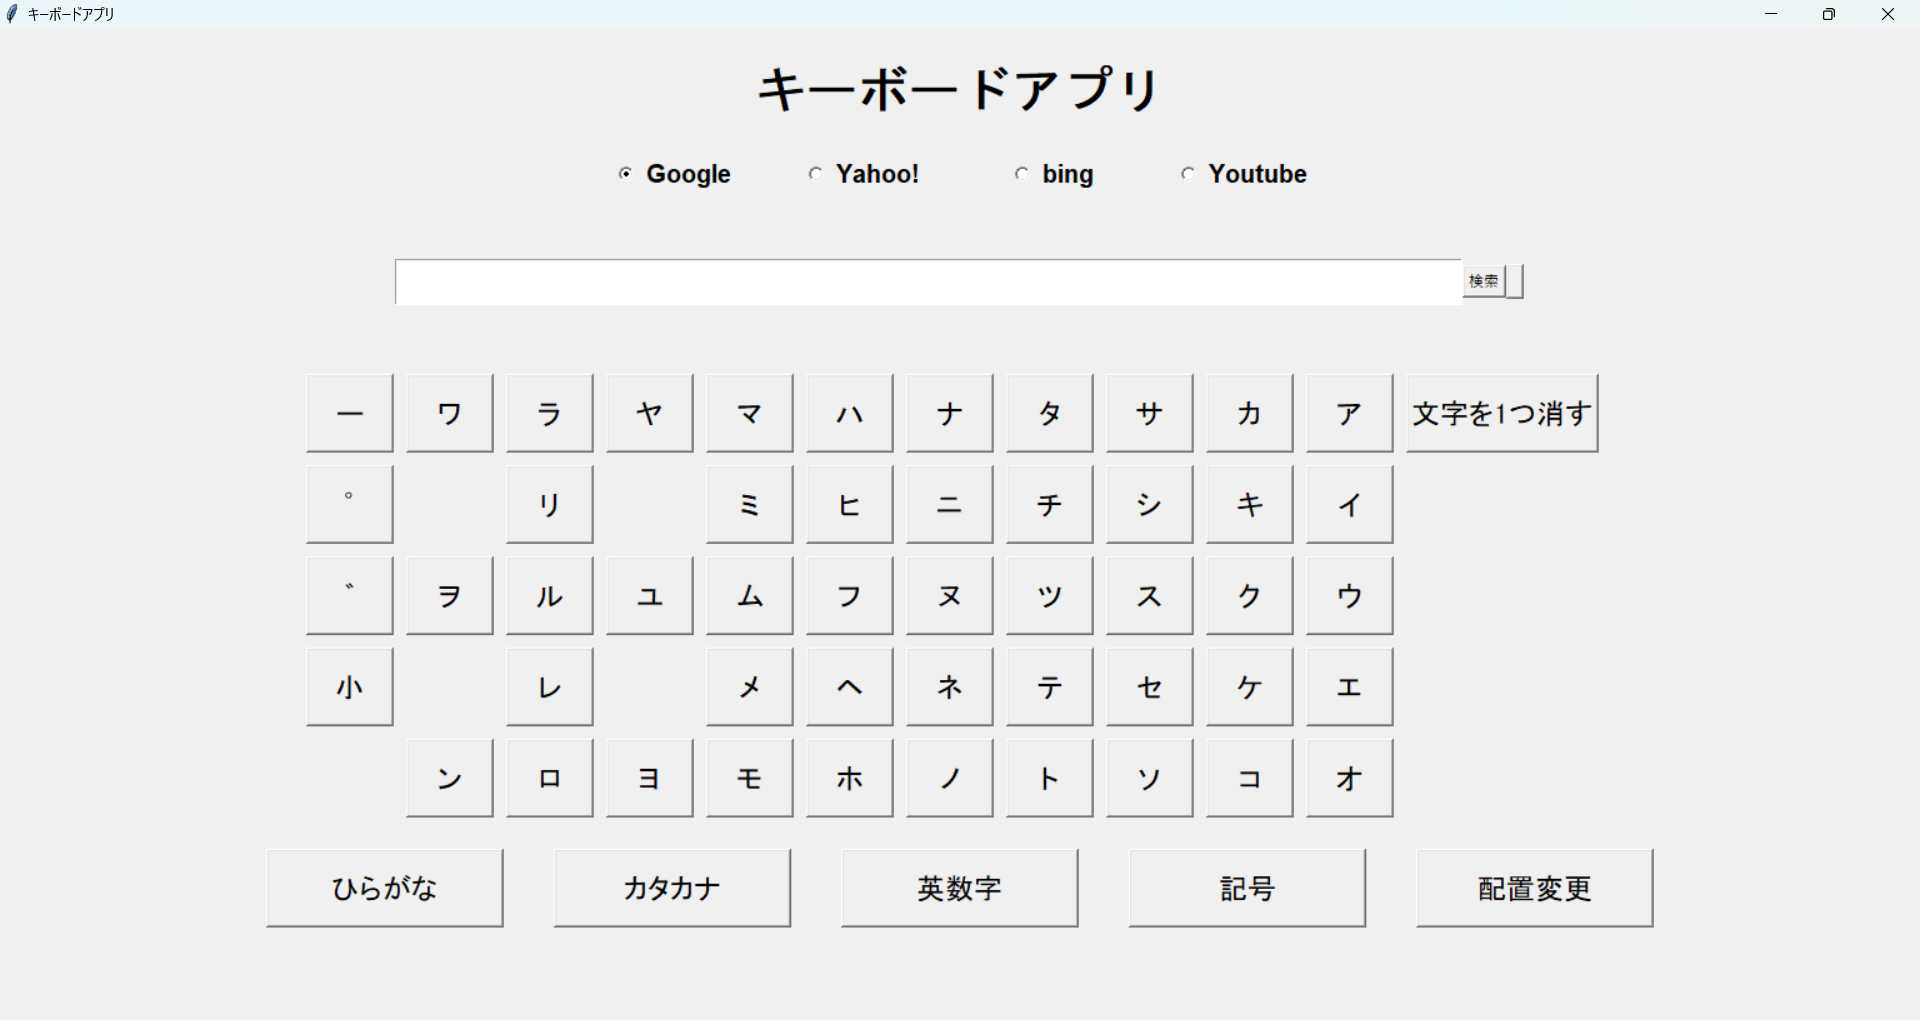 キーボードアプリ
キーボードアプリ
Google Yahoo! bing Youtube
検索
ー ワ ラ ヤ マ ハ ナ タ サ カ ア 文字を1つ消す
゜ リ ミ ヒ ニ チ シ キ イ
゛ ヲ ル ユ ム フ ヌ ツ ス ク ウ
小 レ メ ヘ ネ テ セ ケ エ
ン ロ ヨ モ ホ ノ ト ソ コ オ
ひらがな カタカナ 英数字 記号 配置変更